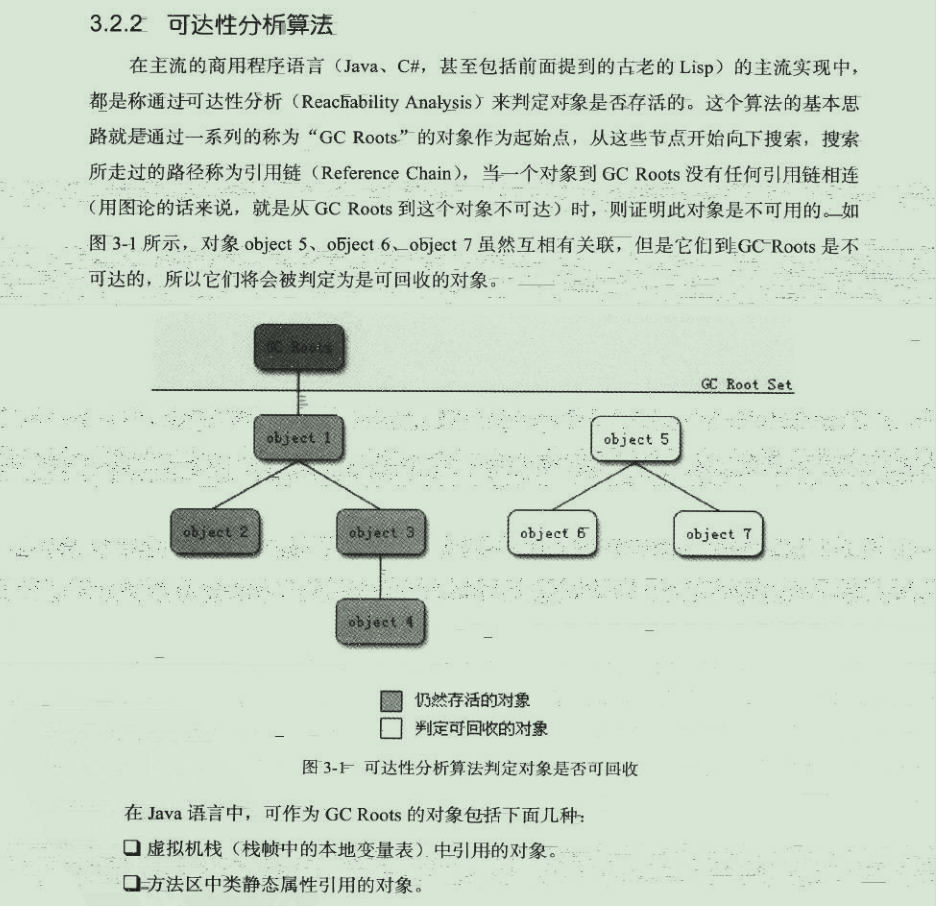 3.2.2 可达性分析算法
在主流的商用程序语言（Java、C#，甚至包括前面提到的古老的 Lisp）的主流实现中，
都是称通过可达性分析（Reachability Analysis）来判定对象是否存活的。这个算法的基本思
路就是通过一系列的称为“GC Roots”的对象作为起始点，从这些节点开始向下搜索，搜索
所走过的路径称为引用链（Reference Chain），当一个对象到 GC Roots 没有任何引用链相连
（用图论的话来说，就是从 GC Roots 到这个对象不可达）时，则证明此对象是不可用的。如
图 3-1 所示，对象 object 5、object 6、object 7 虽然互相有关联，但是它们到 GC Roots 是不
可达的，所以它们将会被判定为是可回收的对象。
GC Roots
GC Root Set
object 1
object 5
object 2
object 3
object 6
object 7
object 4
仍然存活的对象
判定可回收的对象
图 3-1 可达性分析算法判定对象是否可回收
在 Java 语言中，可作为 GC Roots 的对象包括下面几种：
❑ 虚拟机栈（栈帧中的本地变量表）中引用的对象。
❑ 方法区中类静态属性引用的对象。